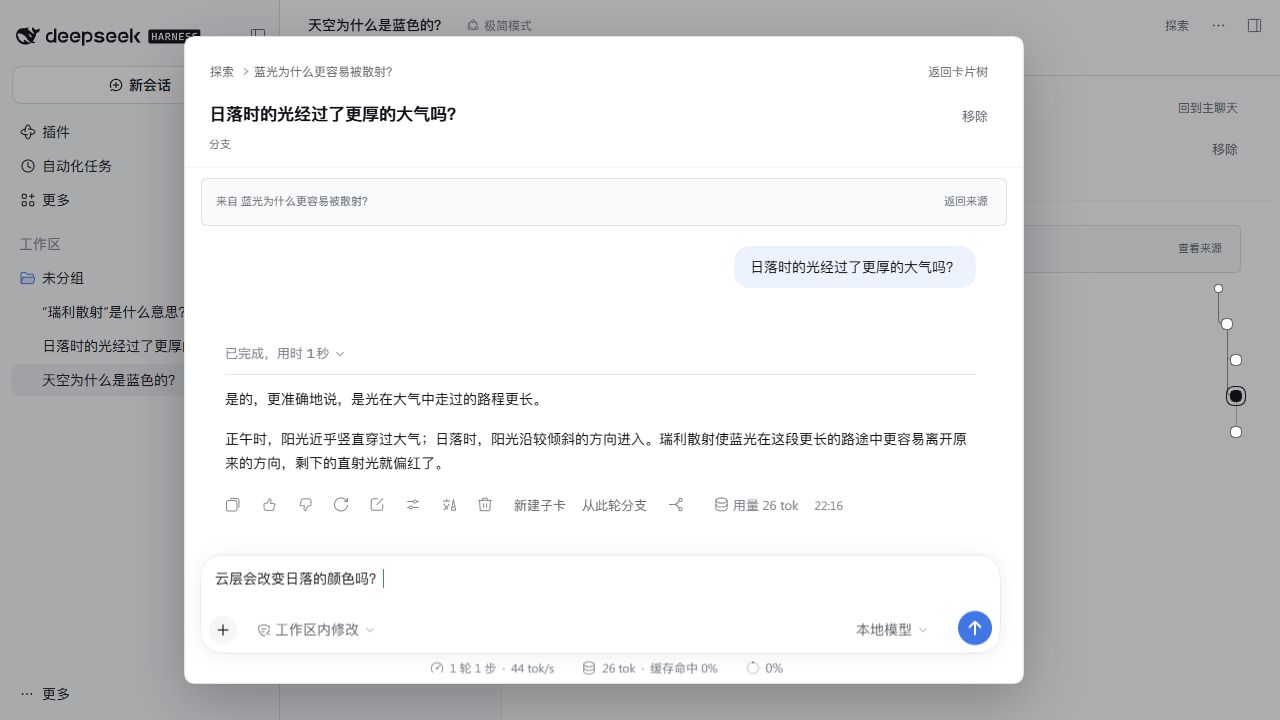 deepseek HARNESS
新会话
插件
自动化任务
更多
工作区
未分组
“瑞利散射”是什么意思?
日落时的光经过了更厚
天空为什么是蓝色的?
更多
天空为什么是蓝色的?
极简模式
探索
回到主聊天
移除
查看来源
探索 > 蓝光为什么更容易被散射?
返回卡片树
日落时的光经过了更厚的大气吗?
移除
分支
来自 蓝光为什么更容易被散射?
返回来源
日落时的光经过了更厚的大气吗?
已完成，用时 1 秒
是的，更准确地说，是光在大气中走过的路程更长。
正午时，阳光近乎竖直穿过大气；日落时，阳光沿较倾斜的方向进入。瑞利散射使蓝光在这段更长的路途中更容易离开原
来的方向，剩下的直射光就偏红了。
新建子卡 从此轮分支 用量 26 tok 22:16
云层会改变日落的颜色吗?
工作区内修改
本地模型
1 轮 1 步 · 44 tok/s 26 tok · 缓存命中 0% 0%